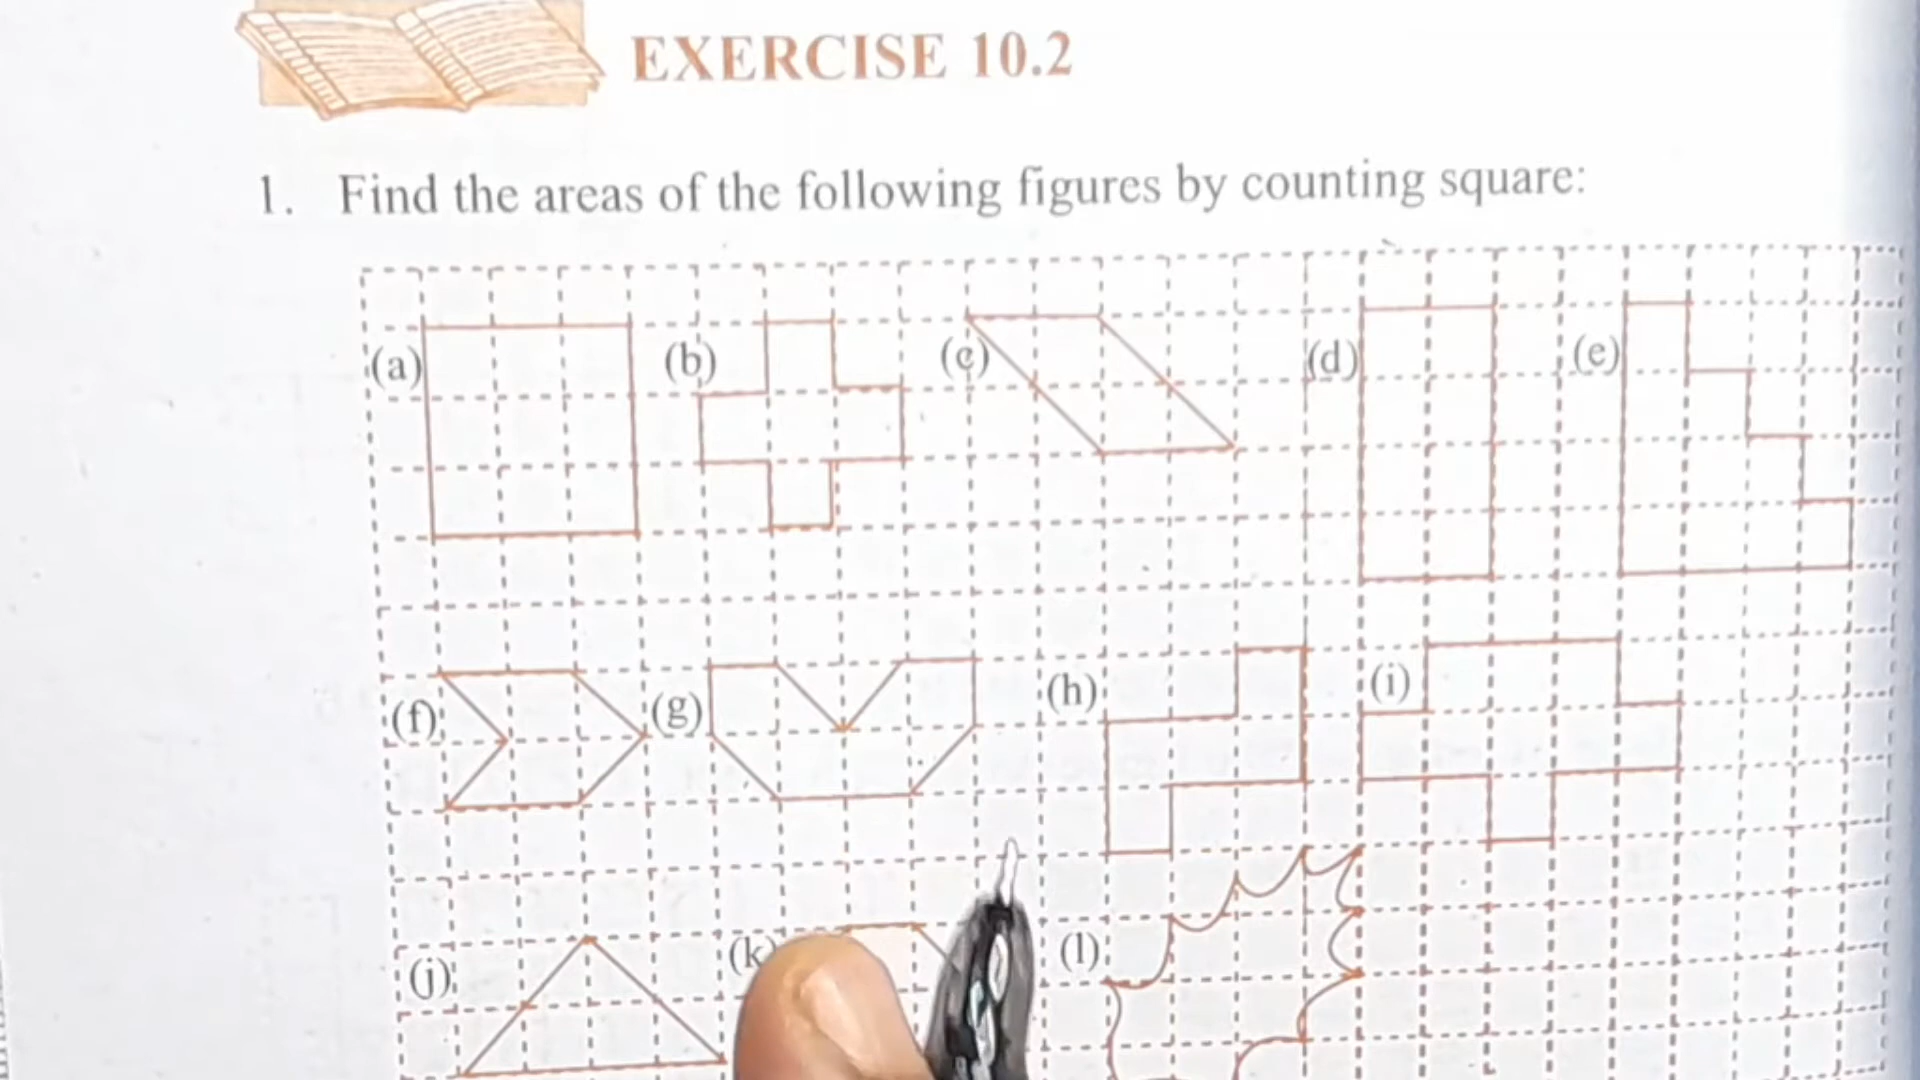 EXERCISE 10.2
1. Find the areas of the following figures by counting square:
(a) (b) (c) (d) (e)
(f) (g) (h) (i)
(j) (k) (l)